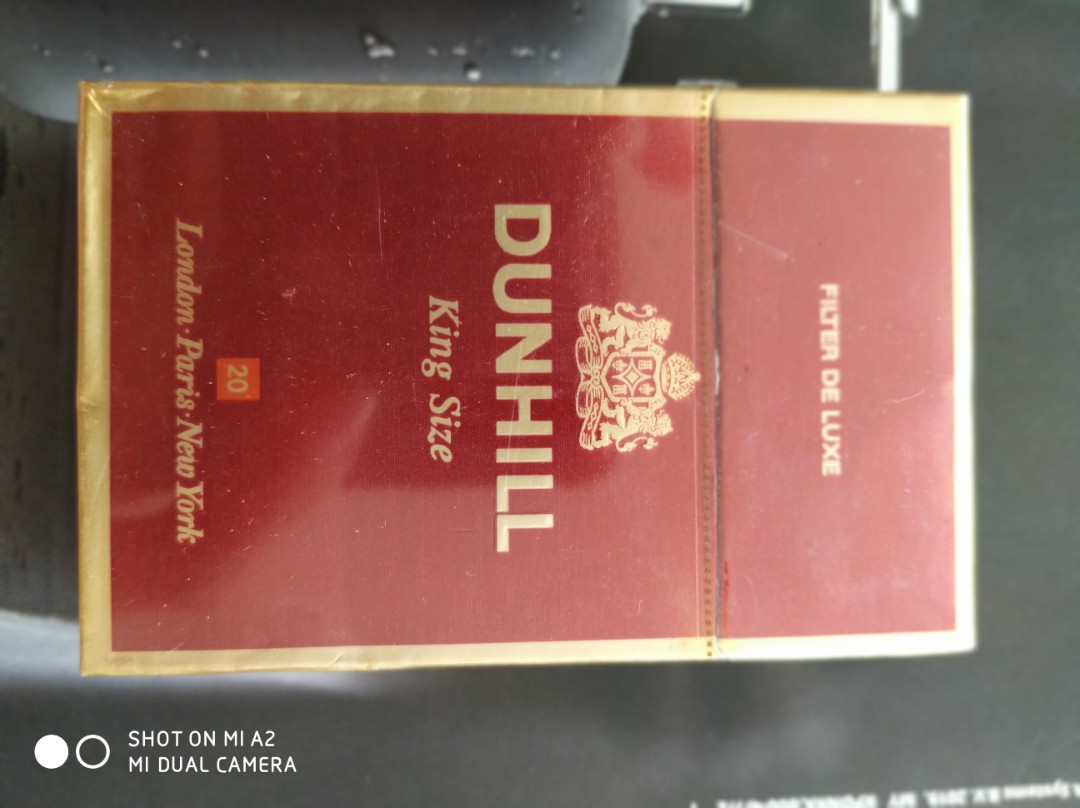 FILTER DE LUXE
DUNHILL
King Size
20
London·Paris·New York
SHOT ON MI A2
MI DUAL CAMERA